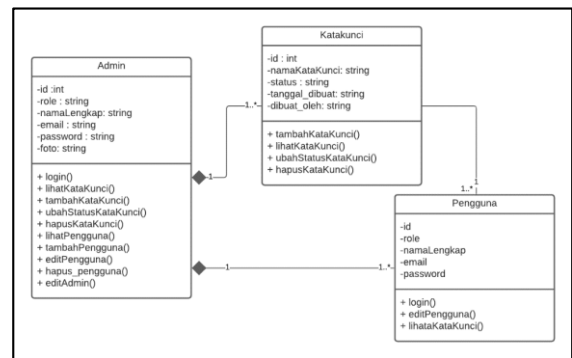 Admin
-id :int
-role : string
-namaLengkap: string
-email : string
-password : string
-foto: string
+ login()
+ lihatKataKunci()
+ tambahKataKunci()
+ ubahStatusKataKunci()
+ hapusKataKunci()
+ lihatPengguna()
+ tambahPengguna()
+ editPengguna()
+ hapus_pengguna()
+ editAdmin()
1
1..*
Katakunci
-id : int
-namaKataKunci: string
-status : string
-tanggal_dibuat: string
-dibuat_oleh: string
+ tambahKataKunci()
+ lihatKataKunci()
+ ubahStatusKataKunci()
+ hapusKataKunci()
1
1..*
Pengguna
-id
-role
-namaLengkap
-email
-password
+ login()
+ editPengguna()
+ lihataKataKunci()
1
1..*